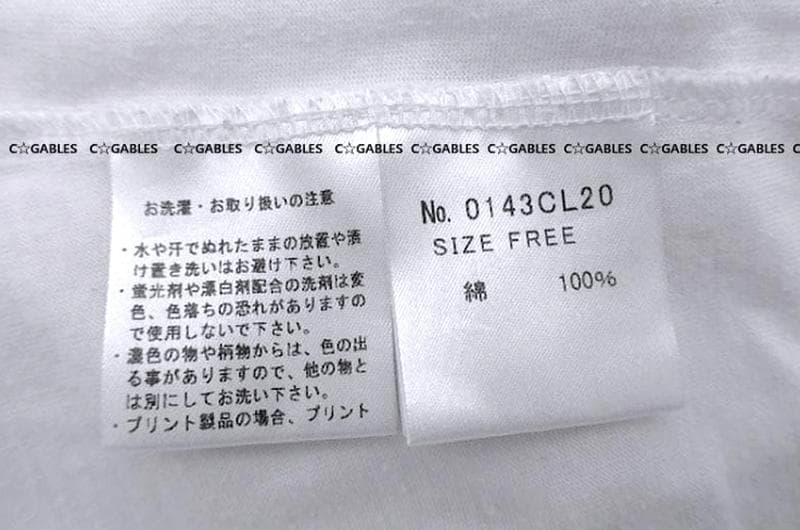 C☆GABLES C☆GABLES C☆GABLES C☆GABLES C☆GABLES C☆GABLES C☆GABLES C☆GABLES C☆GABLES C☆GABLES C
お洗濯・お取り扱いの注意
・水や汗でぬれたままの放置や漬
け置き洗いはお避け下さい。
・蛍光剤や漂白剤配合の洗剤は変
色、色落ちの恐れがありますの
で使用しないで下さい。
・濃色の物や柄物からは、色の出
る事がありますので、他の物と
は別にしてお洗い下さい。
・プリント製品の場合、プリント
No. 0143CL20
SIZE FREE
綿 100%